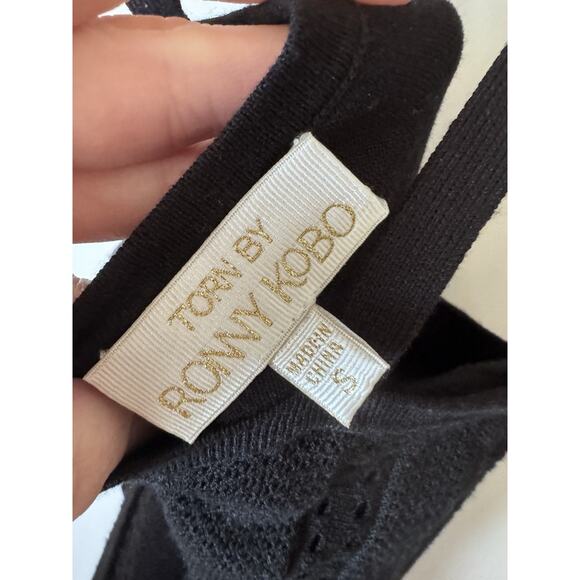 TORN BY
RONNY KOBO
MADE IN
CHINA
S